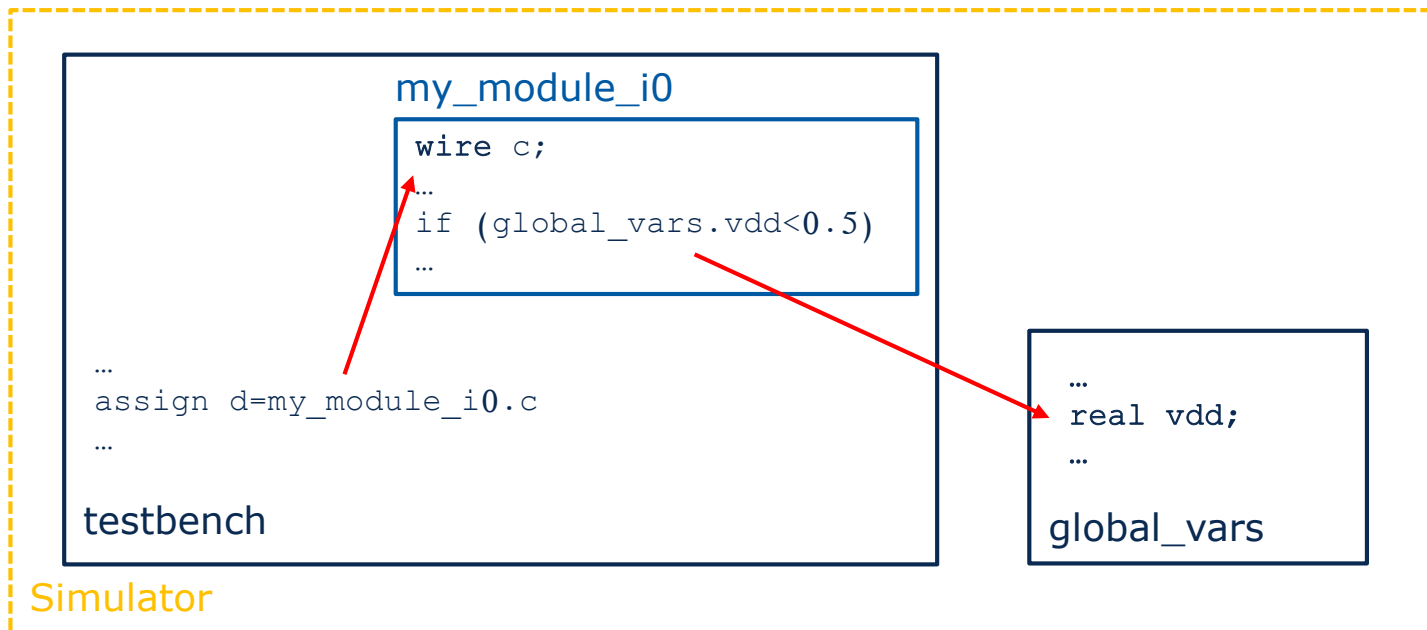 my_module_i0
wire c;
…
if (global_vars.vdd<0.5)
…
…
assign d=my_module_i0.c
…
testbench
…
real vdd;
…
global_vars
Simulator